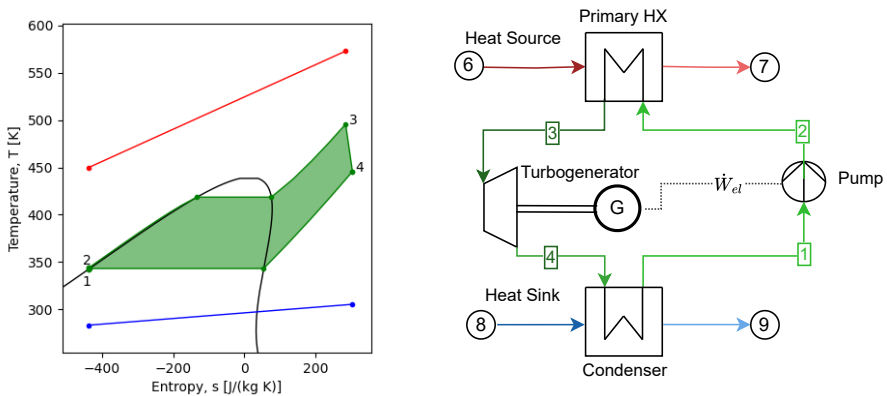 600
550
500
450
400
350
300
Temperature, T [K]
−400
−200
0
200
Entropy, s [J/(kg K)]
1
2
3
4
Primary HX
Heat Source
6
7
3
2
Turbogenerator
G
Ẇel
Pump
4
1
Heat Sink
8
9
Condenser